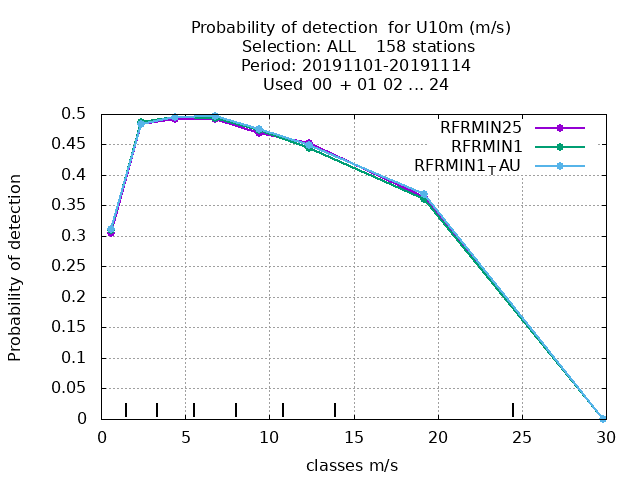 Probability of detection  for U10m (m/s)
Selection: ALL    158 stations
Period: 20191101-20191114
Used  00  + 01 02 ... 24
RFRMIN25
RFRMIN1
RFRMIN1TAU
Probability of detection
0.5
0.45
0.4
0.35
0.3
0.25
0.2
0.15
0.1
0.05
0
0 5 10 15 20 25 30
classes m/s